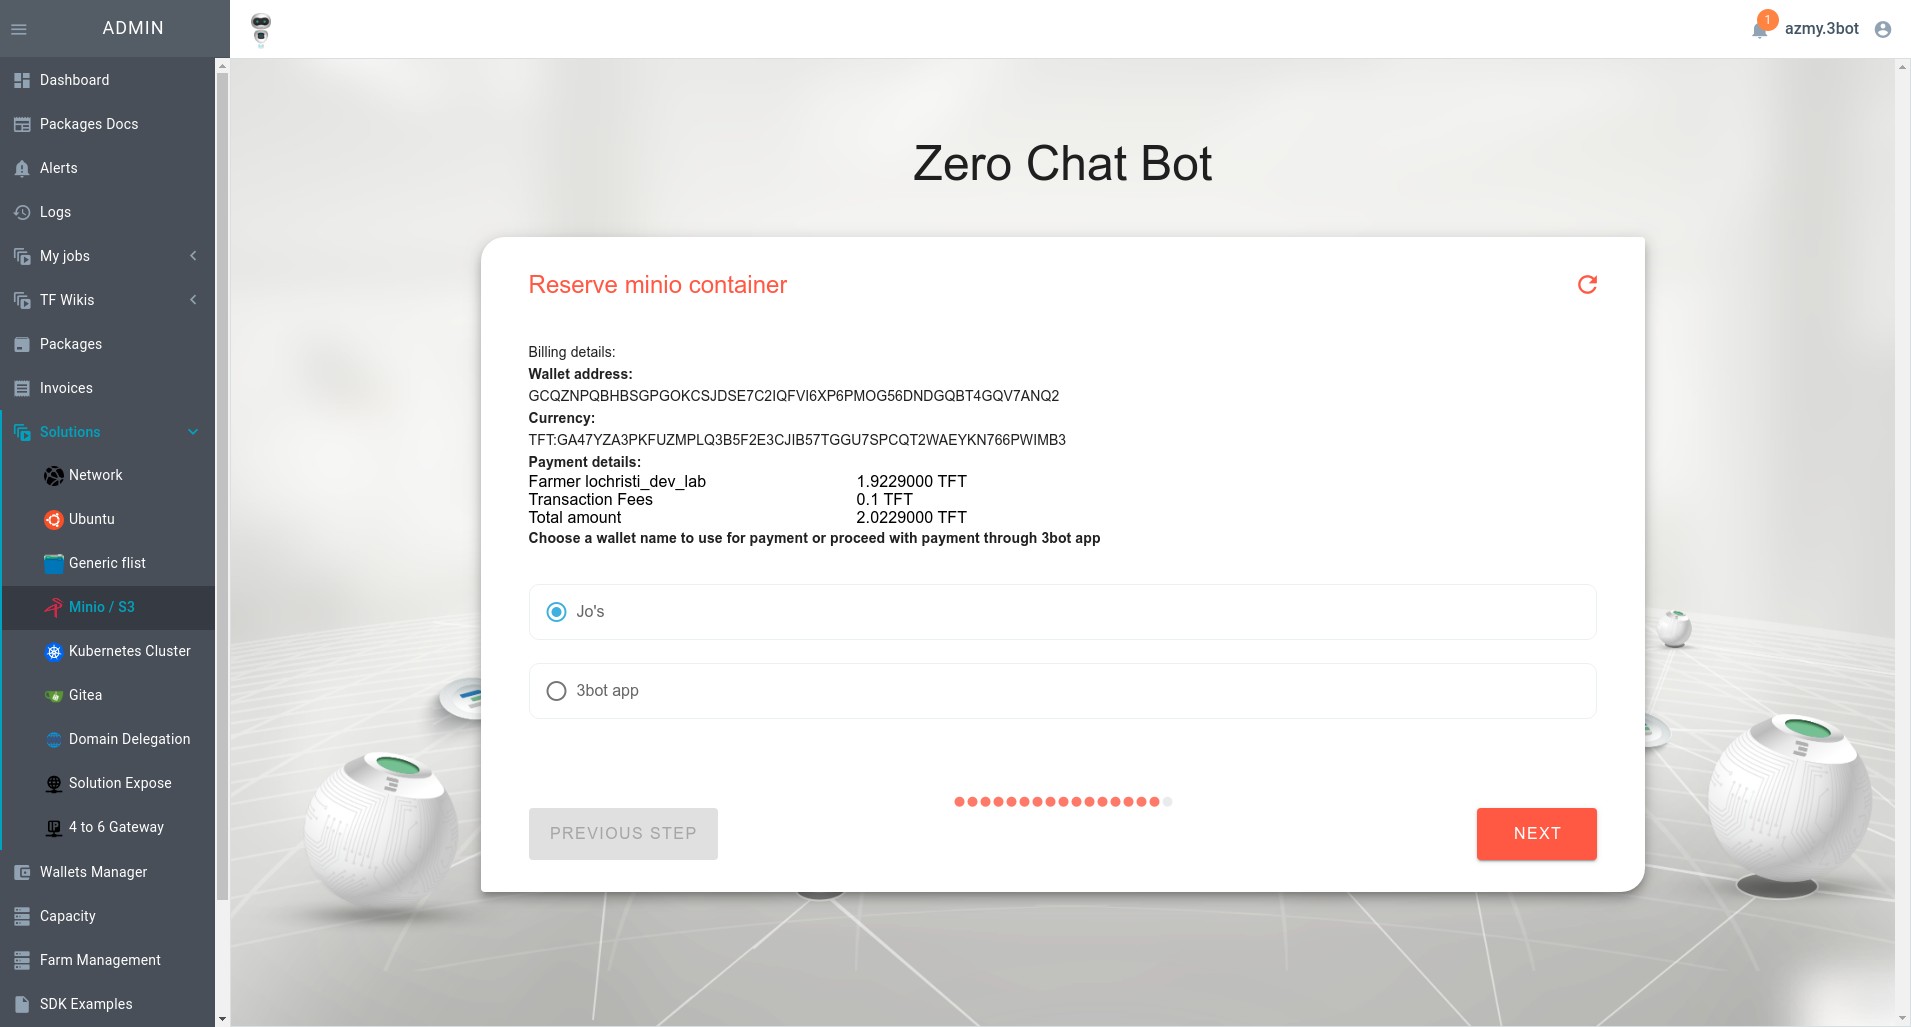 ADMIN
1
azmy.3bot
Dashboard
Packages Docs
Alerts
Logs
My jobs
TF Wikis
Packages
Invoices
Solutions
Network
Ubuntu
Generic flist
Minio / S3
Kubernetes Cluster
Gitea
Domain Delegation
Solution Expose
4 to 6 Gateway
Wallets Manager
Capacity
Farm Management
SDK Examples
Zero Chat Bot
Reserve minio container
Billing details:
Wallet address:
GCQZNPQBHBSGPGOKCSJDSE7C2IQFVI6XP6PMOG56DNDGQBT4GQV7ANQ2
Currency:
TFT:GA47YZA3PKFUZMPLQ3B5F2E3CJIB57TGGU7SPCQT2WAEYKN766PWIMB3
Payment details:
Farmer lochristi_dev_lab 1.9229000 TFT
Transaction Fees 0.1 TFT
Total amount 2.0229000 TFT
Choose a wallet name to use for payment or proceed with payment through 3bot app
Jo's
3bot app
PREVIOUS STEP
NEXT